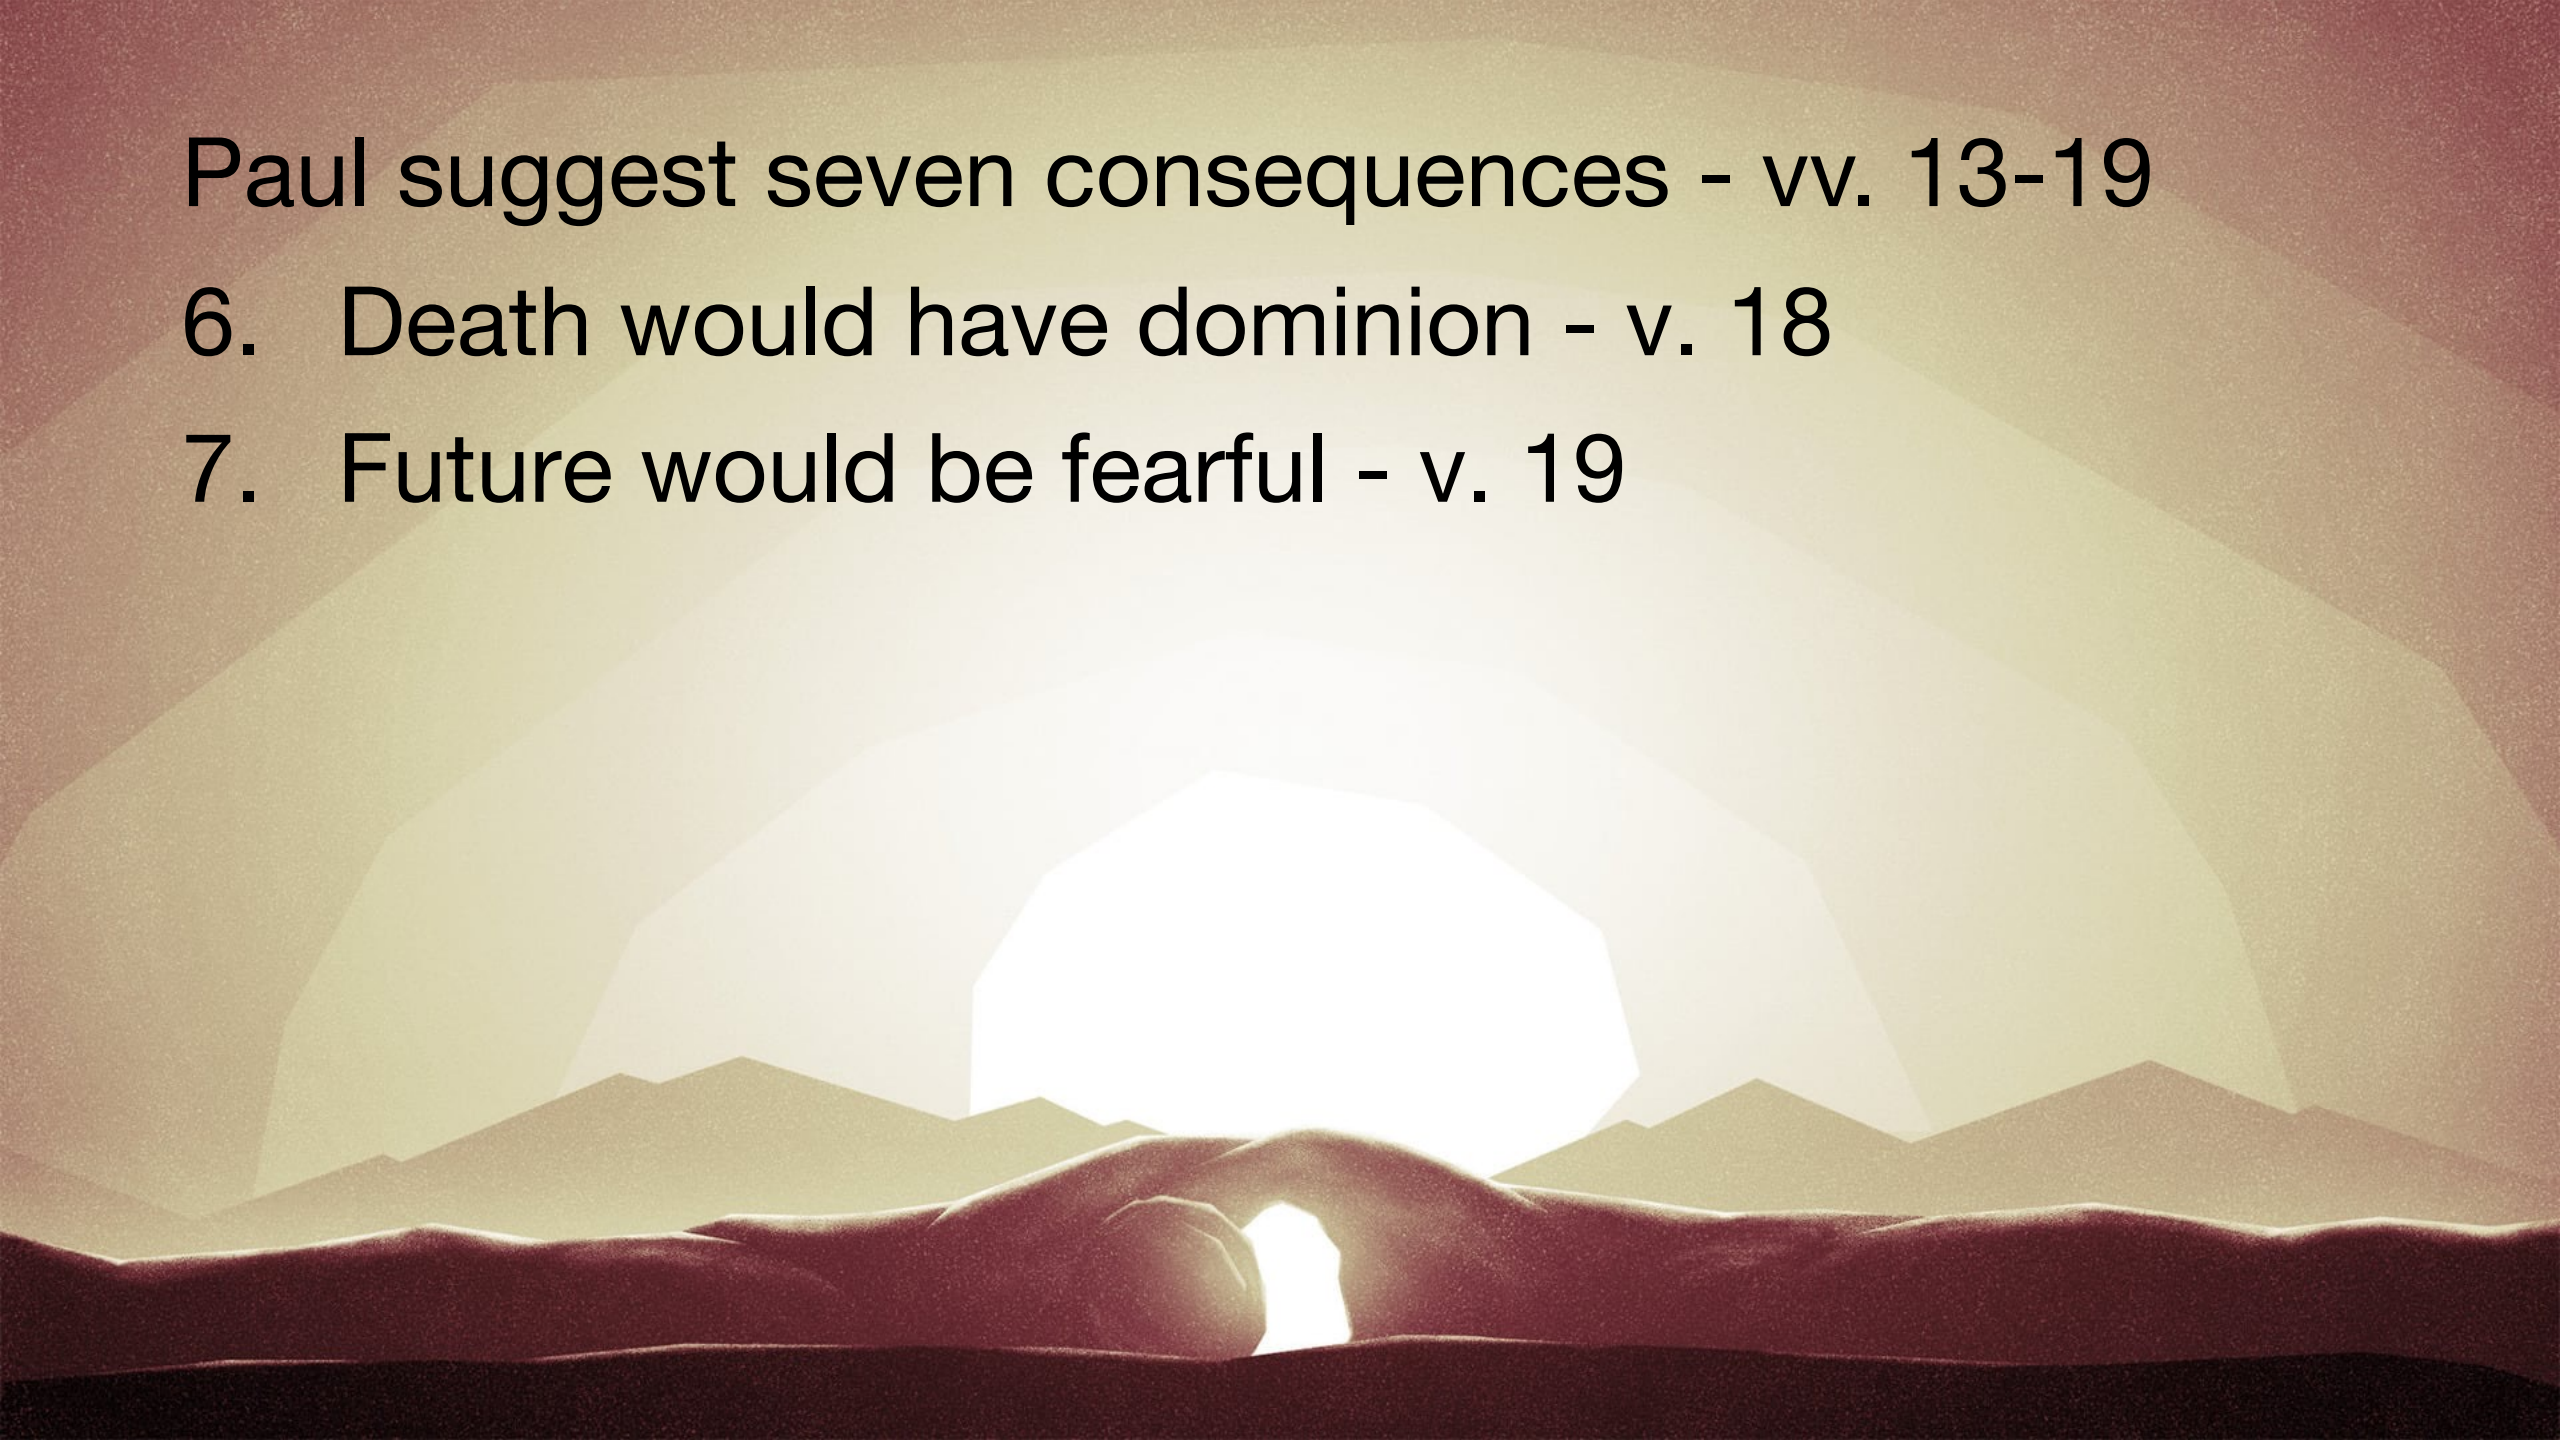 Paul suggest seven consequences - vv. 13-19
6. Death would have dominion - v. 18
7. Future would be fearful - v. 19